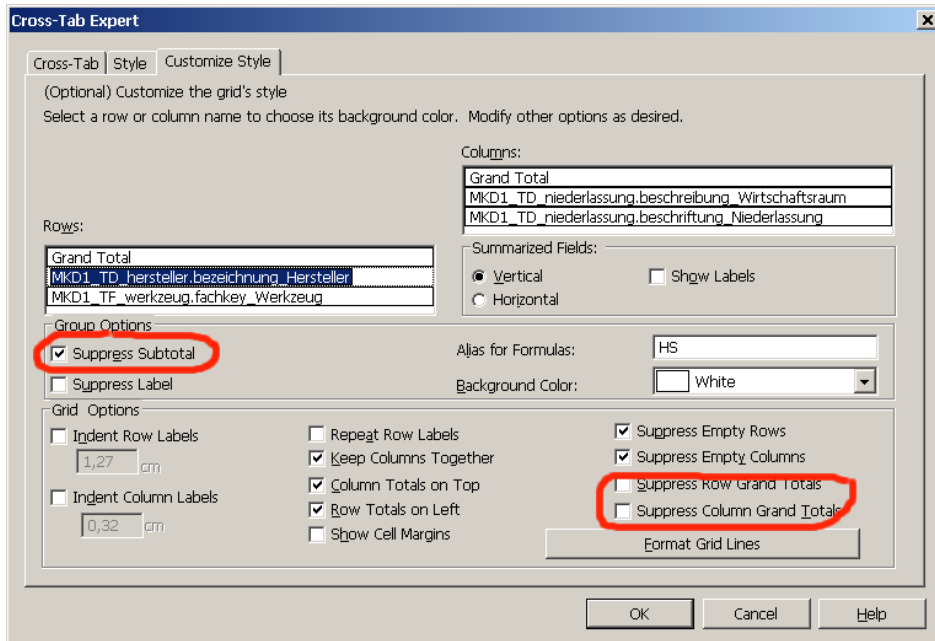 Cross-Tab Expert
Cross-Tab
Style
Customize Style
(Optional) Customize the grid's style
Select a row or column name to choose its background color. Modify other options as desired.
Columns:
Grand Total
MKD1_TD_niederlassung.beschreibung_Wirtschaftsraum
MKD1_TD_niederlassung.beschriftung_Niederlassung
Rows:
Grand Total
MKD1_TD_hersteller.bezeichnung_Hersteller
MKD1_TF_werkzeug.fachkey_Werkzeug
Summarized Fields:
Vertical
Show Labels
Horizontal
Group Options
Suppress Subtotal
Alias for Formulas:
HS
Suppress Label
Background Color:
White
Grid Options
Indent Row Labels
1,27 cm
Indent Column Labels
0,32 cm
Repeat Row Labels
Keep Columns Together
Column Totals on Top
Row Totals on Left
Show Cell Margins
Suppress Empty Rows
Suppress Empty Columns
Suppress Row Grand Totals
Suppress Column Grand Totals
Format Grid Lines
OK
Cancel
Help